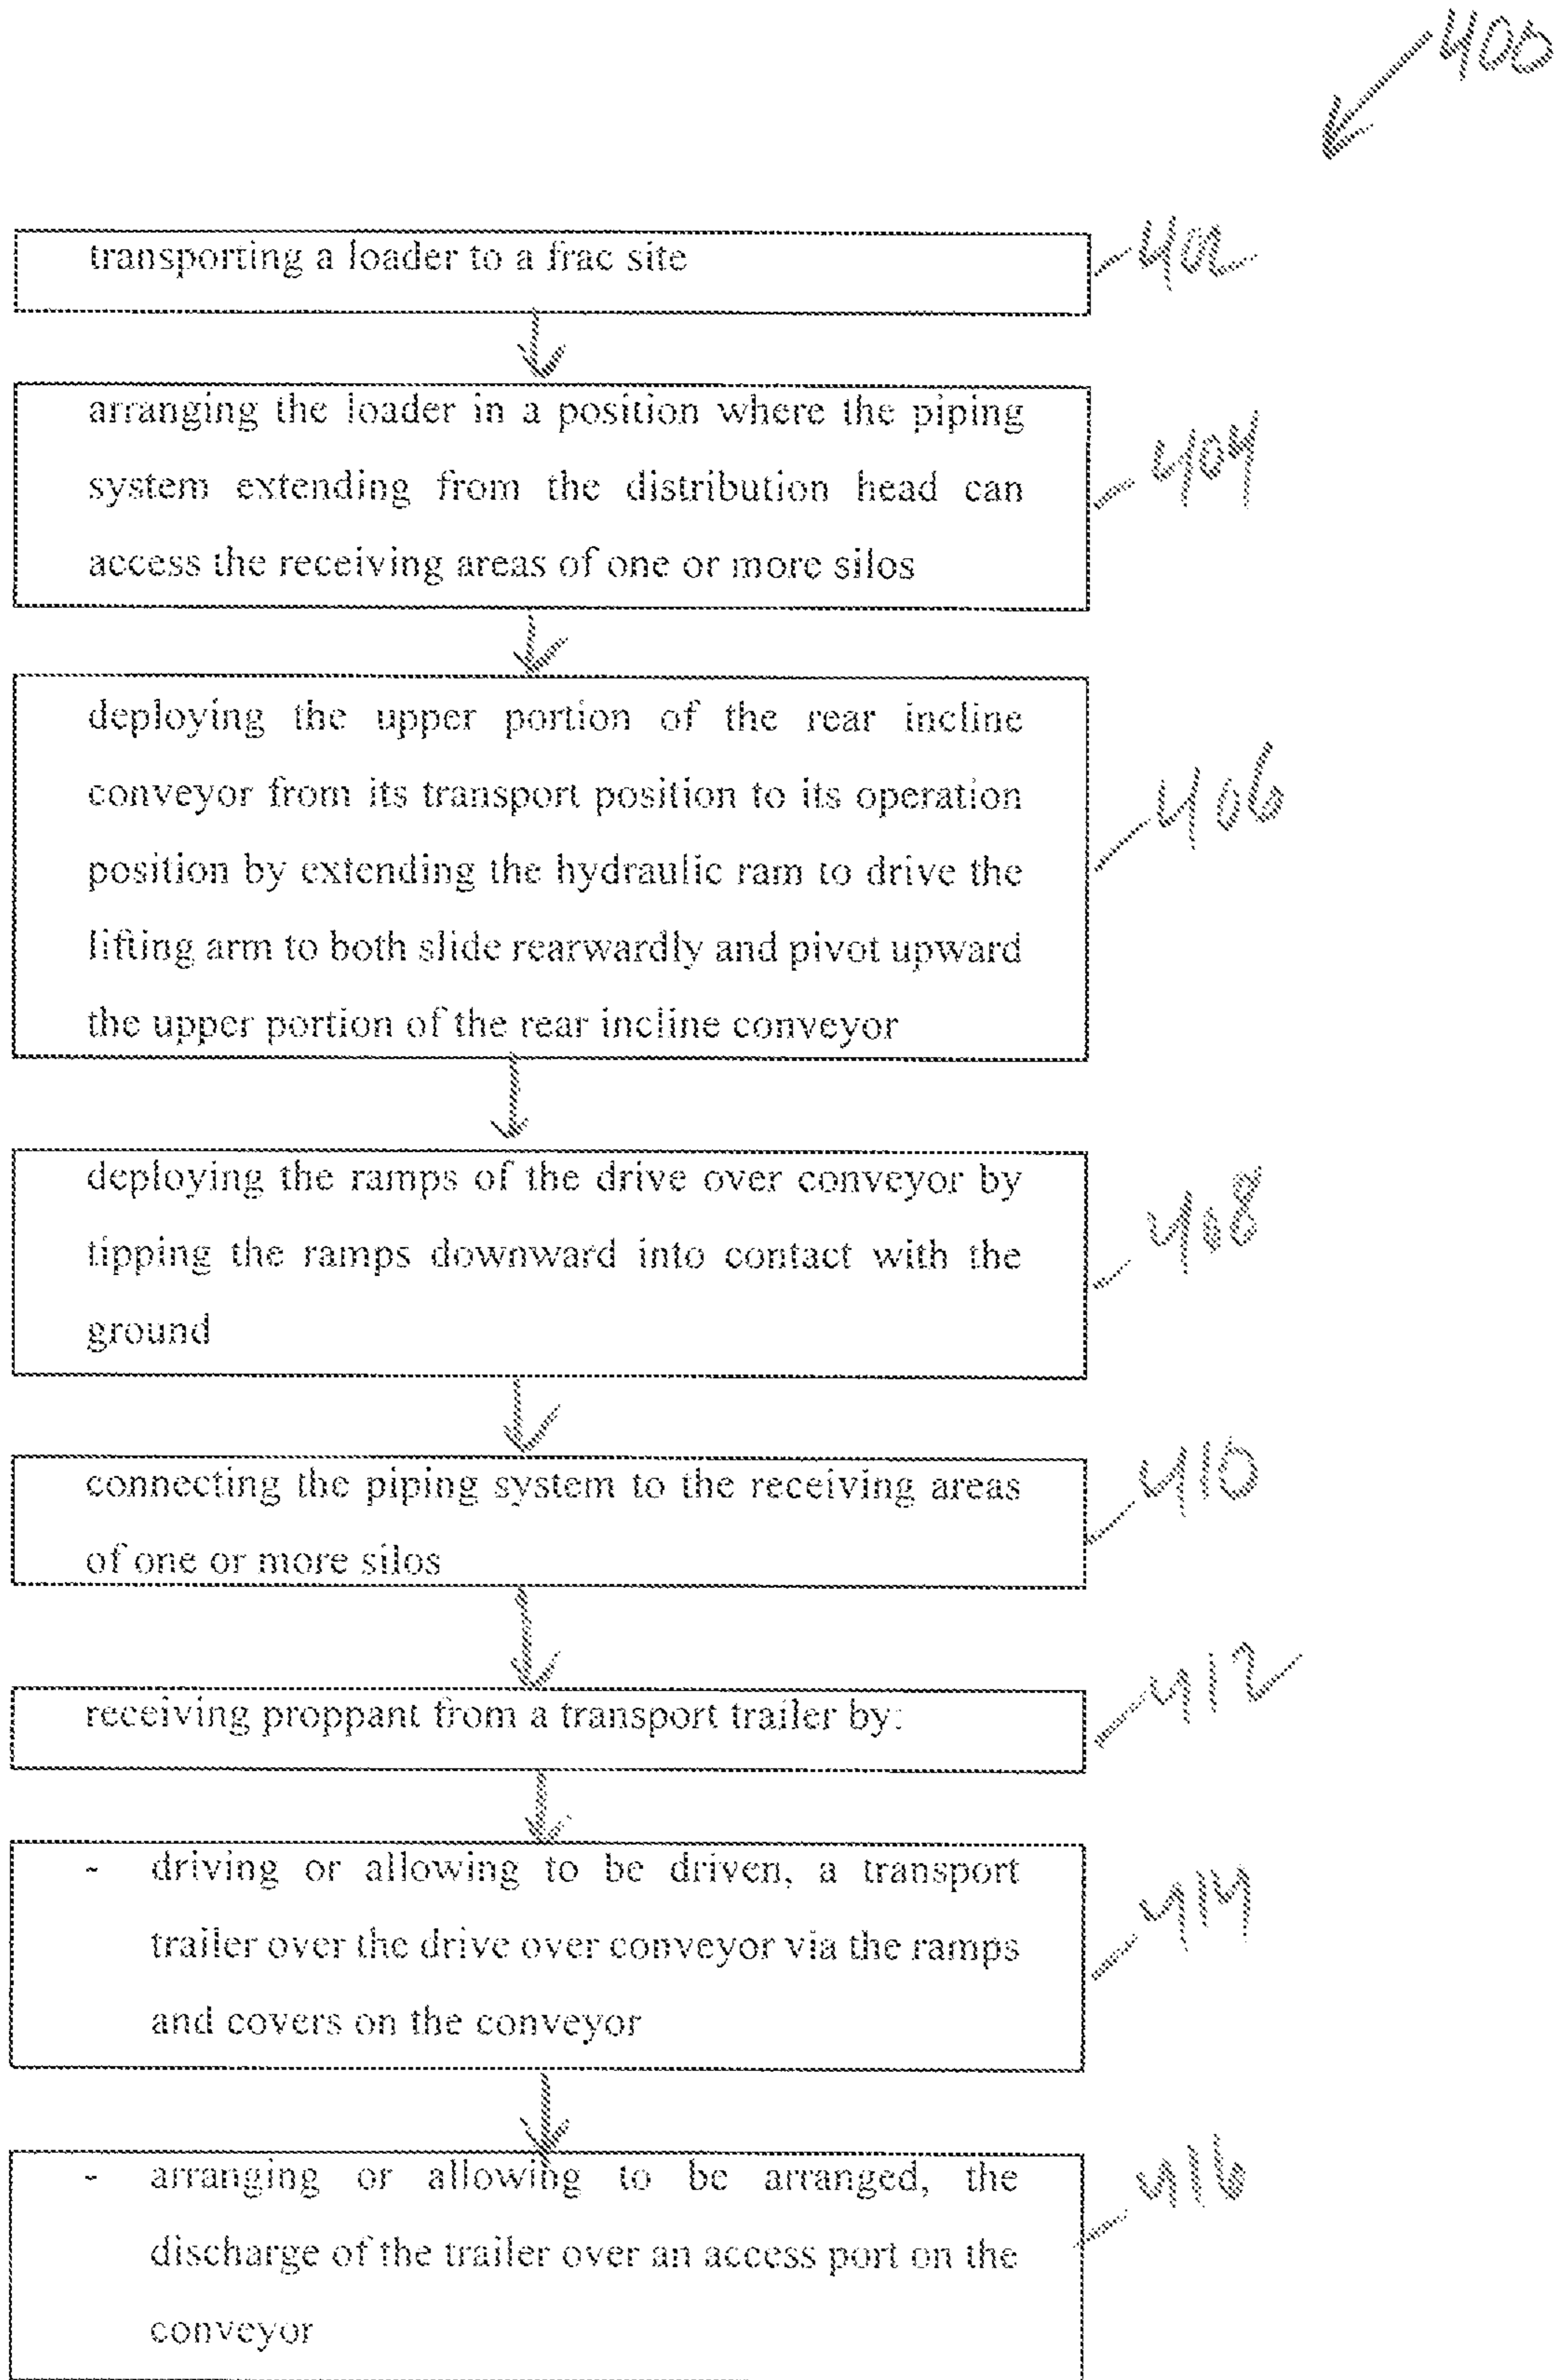 400
transporting a loader to a frac site
402
arranging the loader in a position where the piping
system extending from the distribution head can
access the receiving areas of one or more silos
404
deploying the upper portion of the rear incline
conveyor from its transport position to its operation
position by extending the hydraulic ram to drive the
lifting arm to both slide rearwardly and pivot upward
the upper portion of the rear incline conveyor
406
deploying the ramps of the drive over conveyor by
tipping the ramps downward into contact with the
ground
408
connecting the piping system to the receiving areas
of one or more silos
410
receiving proppant from a transport trailer by:
412
- driving or allowing to be driven, a transport
trailer over the drive over conveyor via the ramps
and covers on the conveyor
414
- arranging or allowing to be arranged, the
discharge of the trailer over an access port on the
conveyor
416